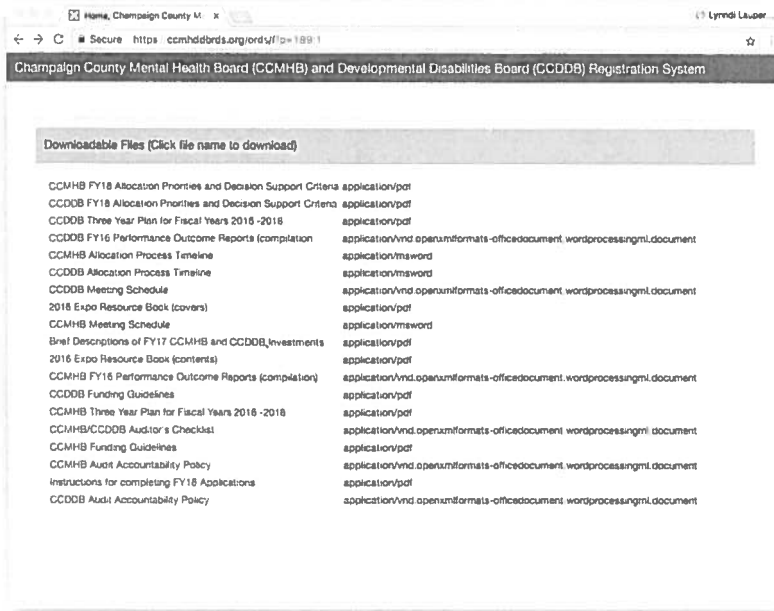 Home, Champaign County M x
Lynndi Lauper...
Secure https ccmhddbrds.org/ords/f?p=189 1
Champaign County Mental Health Board (CCMHB) and Developmental Disabilities Board (CCDDB) Registration System
Downloadable Files (Click file name to download)
CCMHB FY18 Allocation Priorities and Decision Support Criteria application/pdf
CCDDB FY18 Allocation Priorities and Decision Support Criteria application/pdf
CCDDB Three Year Plan for Fiscal Years 2016 -2018 application/pdf
CCDDB FY16 Performance Outcome Reports (compilation application/vnd.openxmlformats-officedocument.wordprocessingml.document
CCMHB Allocation Process Timeline application/msword
CCDDB Allocation Process Timeline application/msword
CCDDB Meeting Schedule application/vnd.openxmlformats-officedocument.wordprocessingml.document
2016 Expo Resource Book (covers) application/pdf
CCMHB Meeting Schedule application/msword
Brief Descriptions of FY17 CCMHB and CCDDB Investments application/pdf
2016 Expo Resource Book (contents) application/pdf
CCMHB FY16 Performance Outcome Reports (compilation) application/vnd.openxmlformats-officedocument.wordprocessingml.document
CCDDB Funding Guidelines application/pdf
CCMHB Three Year Plan for Fiscal Years 2016 -2018 application/pdf
CCMHB/CCDDB Auditor's Checklist application/vnd.openxmlformats-officedocument.wordprocessingml document
CCMHB Funding Guidelines application/pdf
CCMHB Audit Accountability Policy application/vnd.openxmlformats-officedocument.wordprocessingml.document
Instructions for completing FY18 Applications application/pdf
CCDDB Audit Accountability Policy application/vnd.openxmlformats-officedocument.wordprocessingml.document